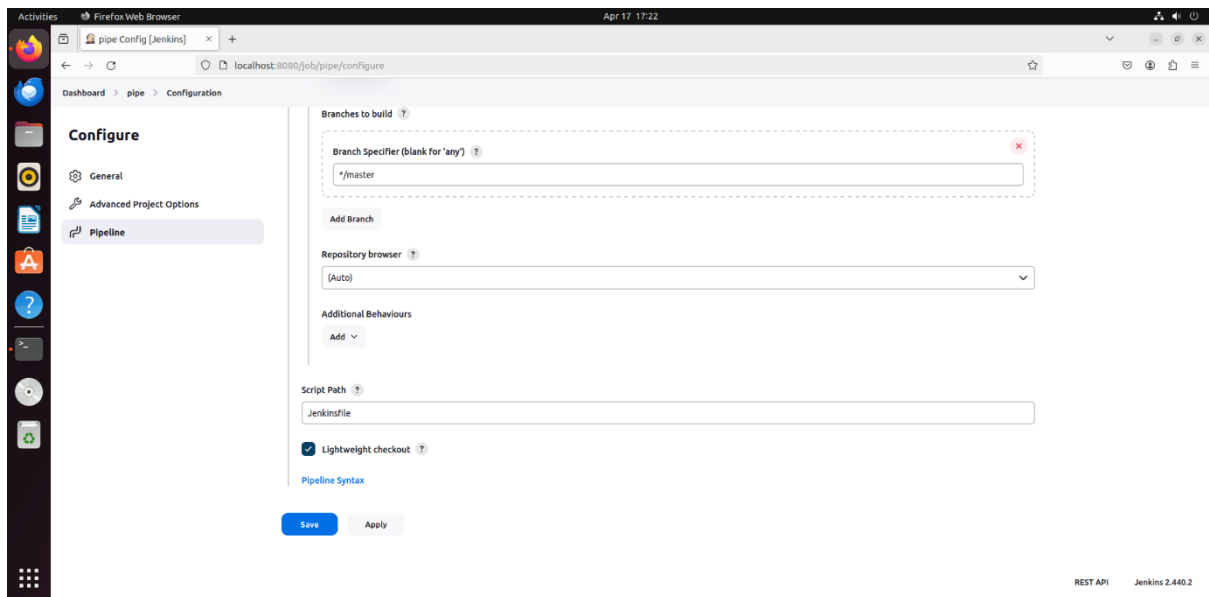 Activities Firefox Web Browser Apr 17 17:22
pipe Config [Jenkins] × +
localhost:8080/job/pipe/configure
Dashboard > pipe > Configuration
Configure
General
Advanced Project Options
Pipeline
Branches to build ?
Branch Specifier (blank for 'any') ?
*/master
Add Branch
Repository browser ?
(Auto)
Additional Behaviours
Add
Script Path ?
Jenkinsfile
Lightweight checkout ?
Pipeline Syntax
Save Apply
REST API Jenkins 2.440.2